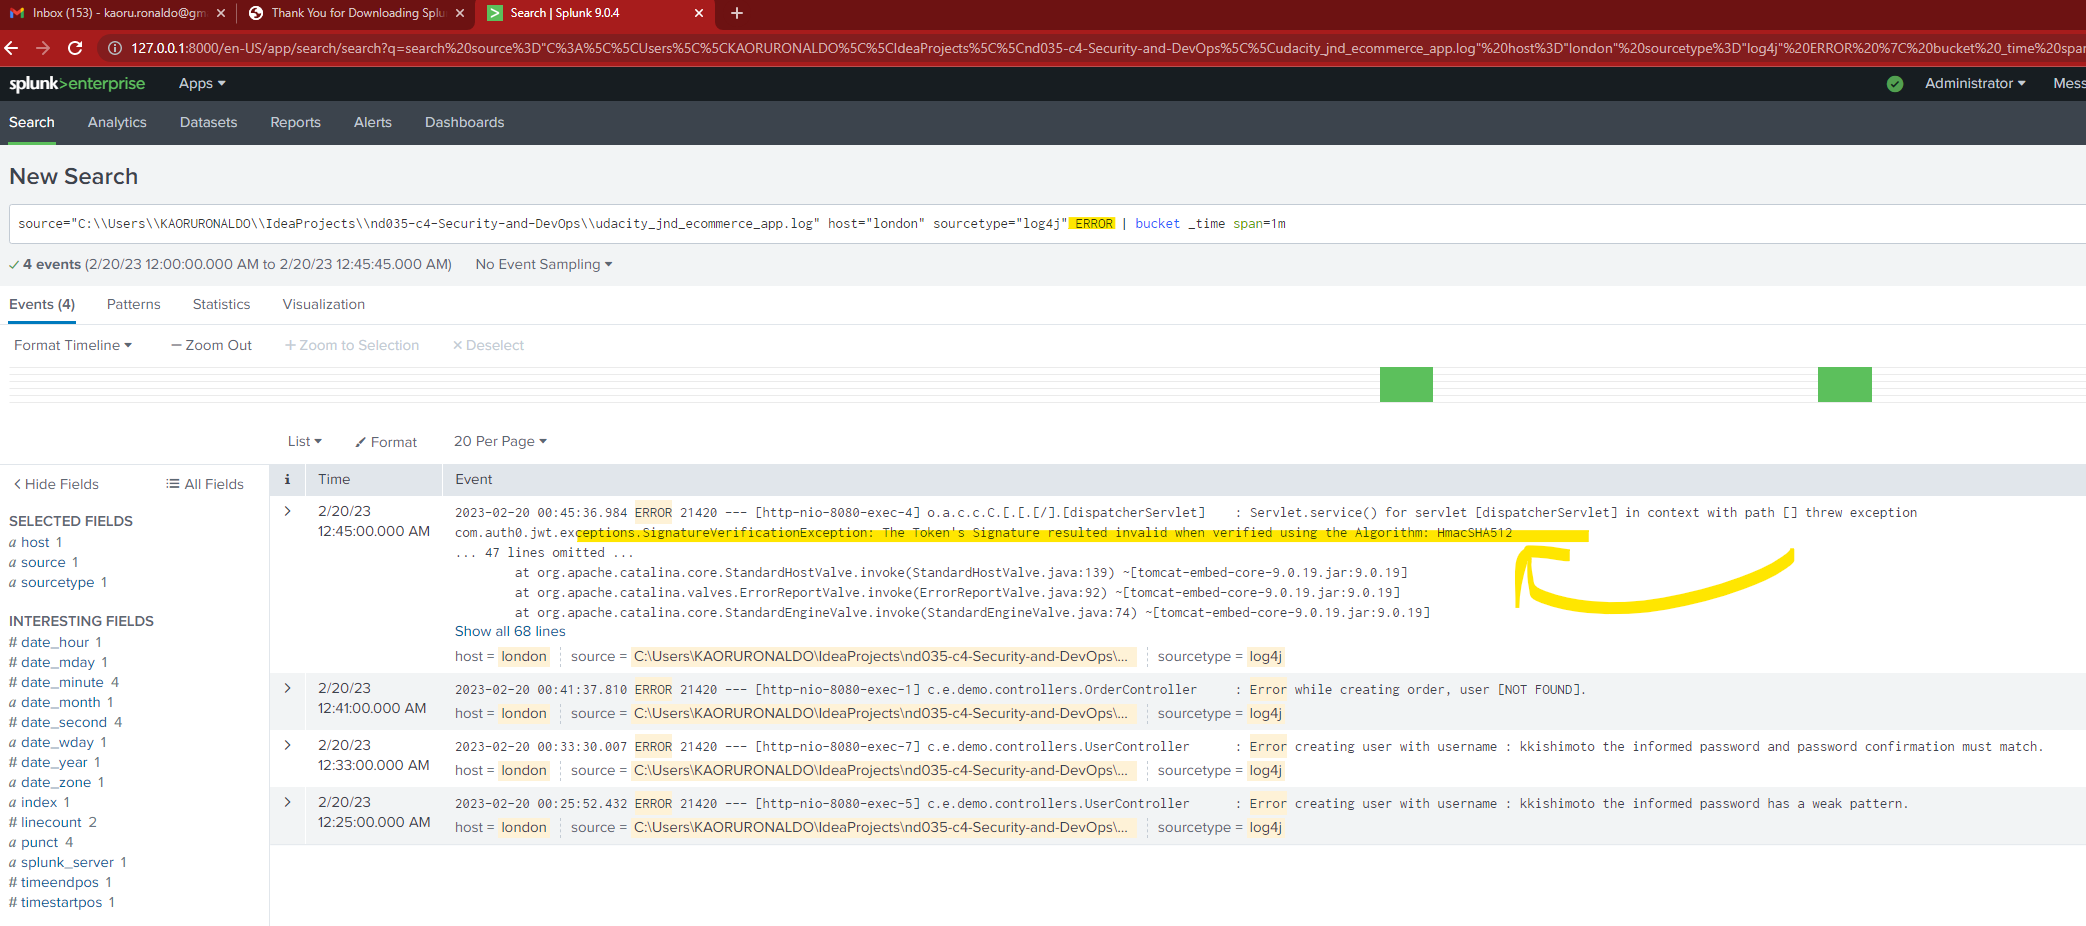 Inbox (153) - kaoru.ronaldo@gm
Thank You for Downloading Splu
Search | Splunk 9.0.4
127.0.0.1:8000/en-US/app/search/search?q=search%20source%3D"C%3A%5C%5CUsers%5C%5CKAORURONALDO%5C%5CIdeaProjects%5C%5Cnd035-c4-Security-and-DevOps%5C%5Cudacity_jnd_ecommerce_app.log"%20host%3D"london"%20sourcetype%3D"log4j"%20ERROR%20%7C%20bucket%20_time%20spar
splunk>enterprise Apps Administrator Mess
Search Analytics Datasets Reports Alerts Dashboards
New Search
source="C:\\Users\\KAORURONALDO\\IdeaProjects\\nd035-c4-Security-and-DevOps\\udacity_jnd_ecommerce_app.log" host="london" sourcetype="log4j" ERROR | bucket _time span=1m
4 events (2/20/23 12:00:00.000 AM to 2/20/23 12:45:45.000 AM) No Event Sampling
Events (4) Patterns Statistics Visualization
Format Timeline — Zoom Out + Zoom to Selection × Deselect
List Format 20 Per Page
< Hide Fields All Fields
SELECTED FIELDS
a host 1
a source 1
a sourcetype 1
INTERESTING FIELDS
# date_hour 1
# date_mday 1
# date_minute 4
a date_month 1
# date_second 4
a date_wday 1
# date_year 1
a date_zone 1
a index 1
# linecount 2
a punct 4
a splunk_server 1
# timeendpos 1
# timestartpos 1
i Time Event
2/20/23
12:45:00.000 AM
2023-02-20 00:45:36.984 ERROR 21420 --- [http-nio-8080-exec-4] o.a.c.c.C.[.[.[/].[dispatcherServlet] : Servlet.service() for servlet [dispatcherServlet] in context with path [] threw exception
com.auth0.jwt.exceptions.SignatureVerificationException: The Token's Signature resulted invalid when verified using the Algorithm: HmacSHA512
... 47 lines omitted ...
at org.apache.catalina.core.StandardHostValve.invoke(StandardHostValve.java:139) ~[tomcat-embed-core-9.0.19.jar:9.0.19]
at org.apache.catalina.valves.ErrorReportValve.invoke(ErrorReportValve.java:92) ~[tomcat-embed-core-9.0.19.jar:9.0.19]
at org.apache.catalina.core.StandardEngineValve.invoke(StandardEngineValve.java:74) ~[tomcat-embed-core-9.0.19.jar:9.0.19]
Show all 68 lines
host = london source = C:\Users\KAORURONALDO\IdeaProjects\nd035-c4-Security-and-DevOps\... sourcetype = log4j
2/20/23
12:41:00.000 AM
2023-02-20 00:41:37.810 ERROR 21420 --- [http-nio-8080-exec-1] c.e.demo.controllers.OrderController : Error while creating order, user [NOT FOUND].
host = london source = C:\Users\KAORURONALDO\IdeaProjects\nd035-c4-Security-and-DevOps\... sourcetype = log4j
2/20/23
12:33:00.000 AM
2023-02-20 00:33:30.007 ERROR 21420 --- [http-nio-8080-exec-7] c.e.demo.controllers.UserController : Error creating user with username : kkishimoto the informed password and password confirmation must match.
host = london source = C:\Users\KAORURONALDO\IdeaProjects\nd035-c4-Security-and-DevOps\... sourcetype = log4j
2/20/23
12:25:00.000 AM
2023-02-20 00:25:52.432 ERROR 21420 --- [http-nio-8080-exec-5] c.e.demo.controllers.UserController : Error creating user with username : kkishimoto the informed password has a weak pattern.
host = london source = C:\Users\KAORURONALDO\IdeaProjects\nd035-c4-Security-and-DevOps\... sourcetype = log4j